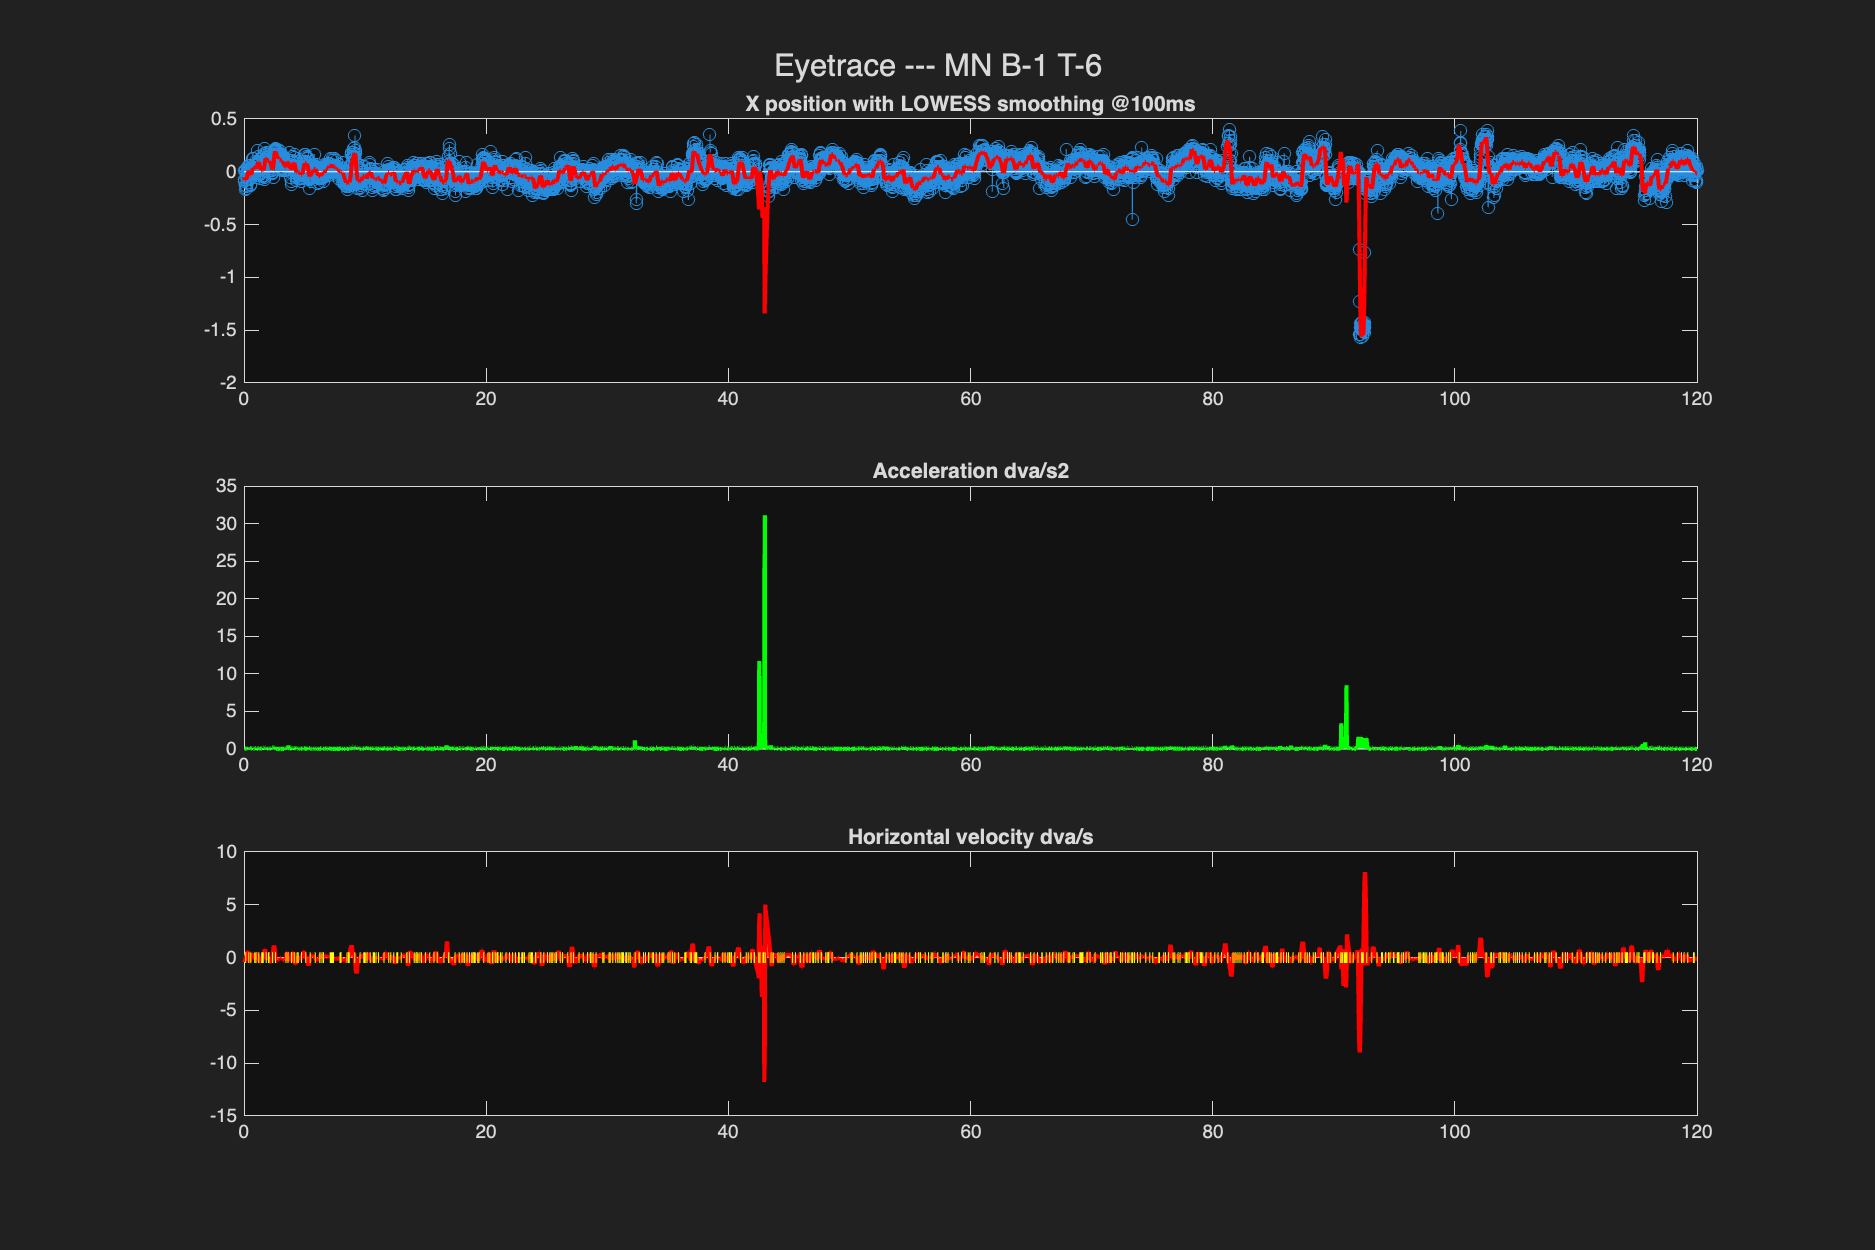 Eyetrace --- MN B-1 T-6
X position with LOWESS smoothing @100ms
0.5
0
-0.5
-1
-1.5
-2
0 20 40 60 80 100 120
Acceleration dva/s2
35
30
25
20
15
10
5
0
0 20 40 60 80 100 120
Horizontal velocity dva/s
10
5
0
-5
-10
-15
0 20 40 60 80 100 120